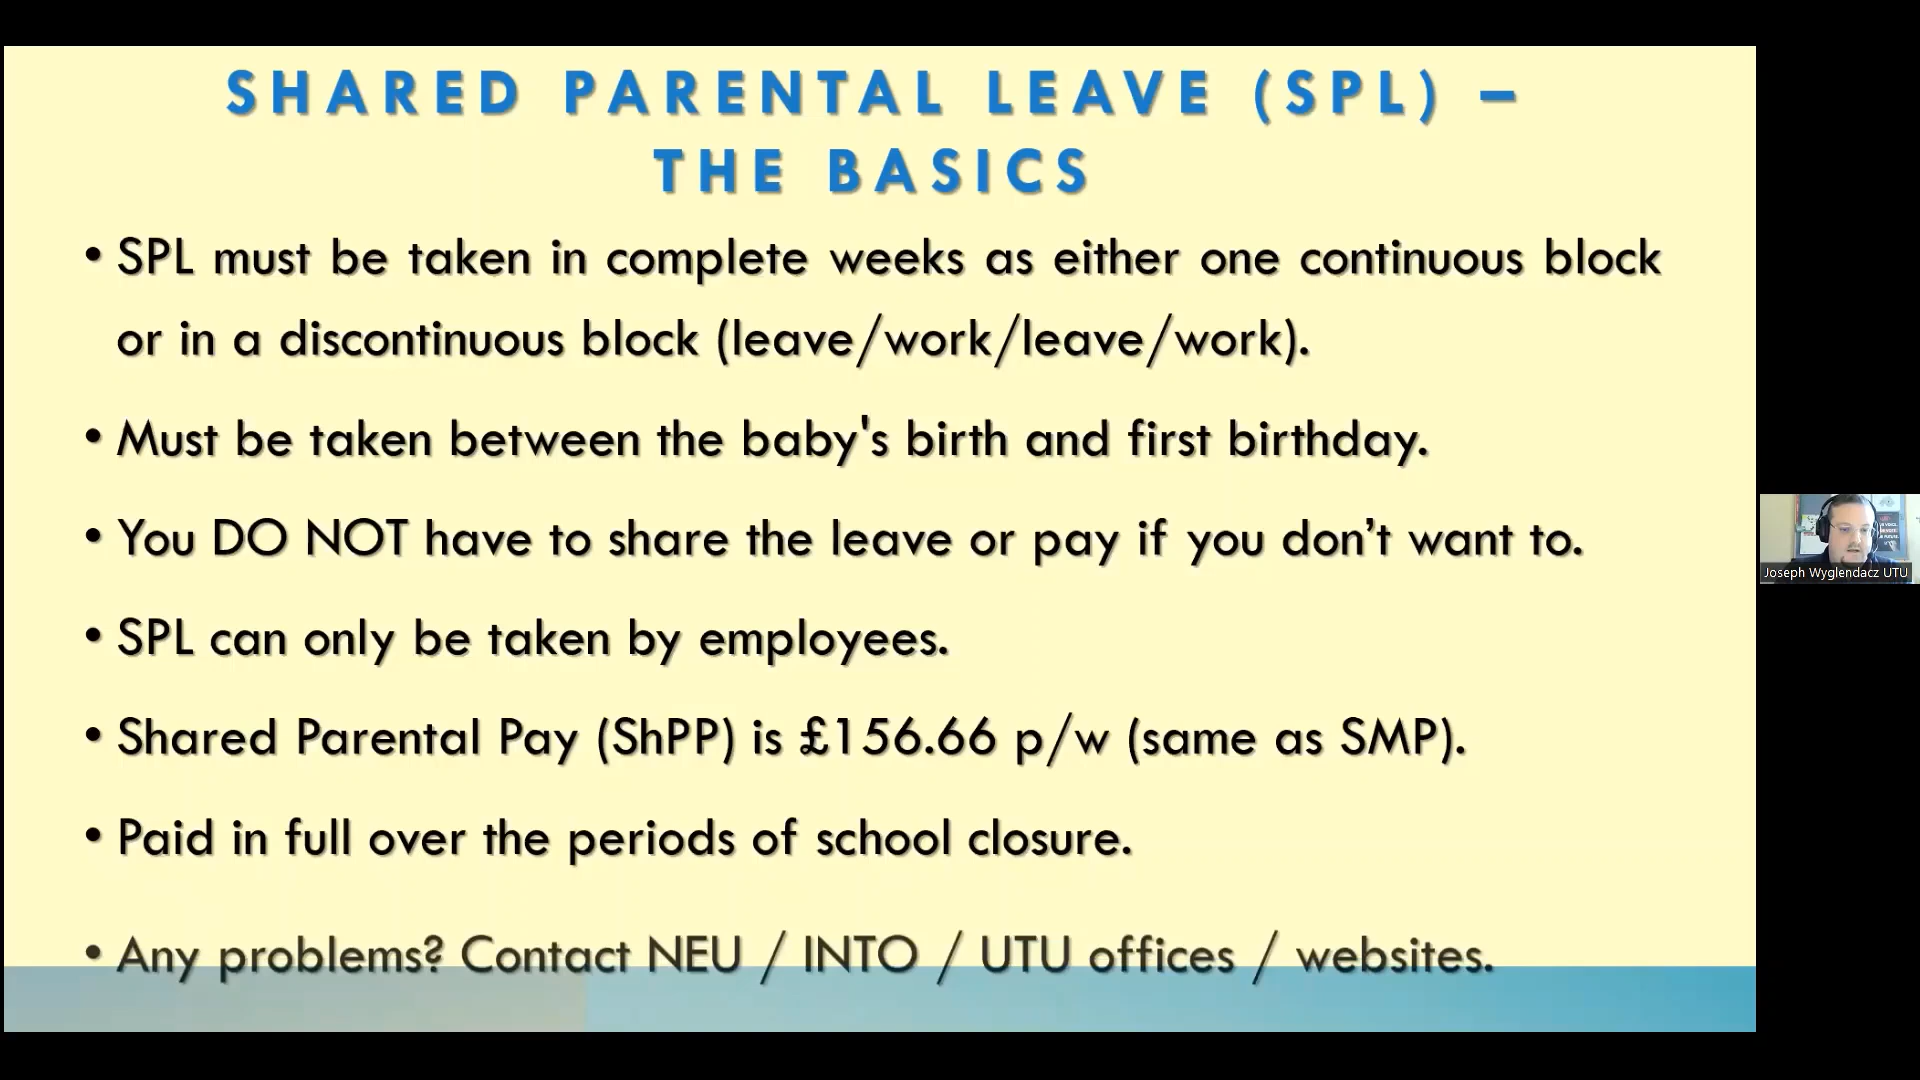 SHARED PARENTAL LEAVE (SPL) –
THE BASICS
• SPL must be taken in complete weeks as either one continuous block
or in a discontinuous block (leave/work/leave/work).
• Must be taken between the baby's birth and first birthday.
• You DO NOT have to share the leave or pay if you don’t want to.
• SPL can only be taken by employees.
• Shared Parental Pay (ShPP) is £156.66 p/w (same as SMP).
• Paid in full over the periods of school closure.
• Any problems? Contact NEU / INTO / UTU offices / websites.
Joseph Wyglendacz UTU